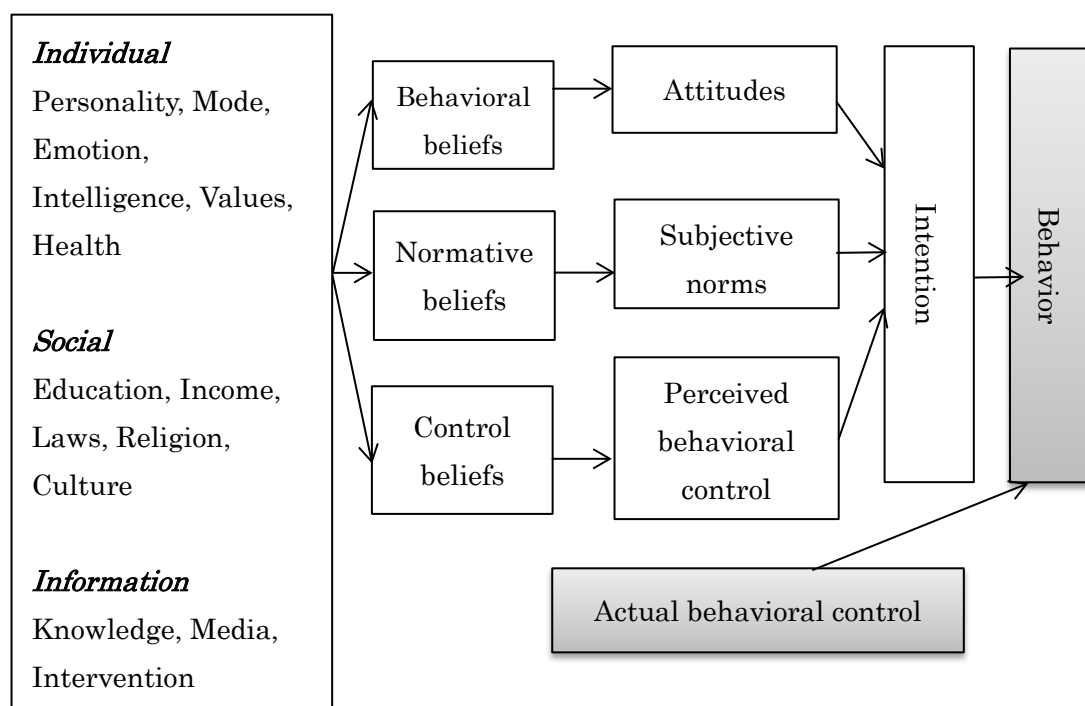 Individual
Personality, Mode,
Emotion,
Intelligence, Values,
Health
Social
Education, Income,
Laws, Religion,
Culture
Information
Knowledge, Media,
Intervention
Behavioral
beliefs
Normative
beliefs
Control
beliefs
Attitudes
Subjective
norms
Perceived
behavioral
control
Intention
Behavior
Actual behavioral control